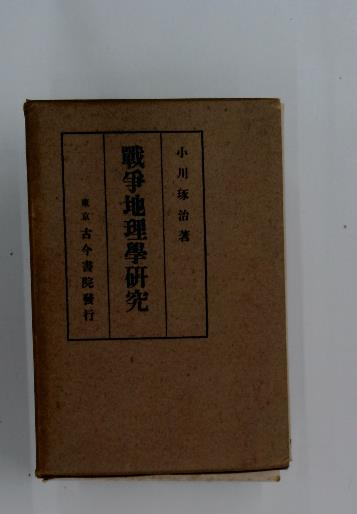 小川琢治著
戰爭地理學硏究
東京 古今書院發行